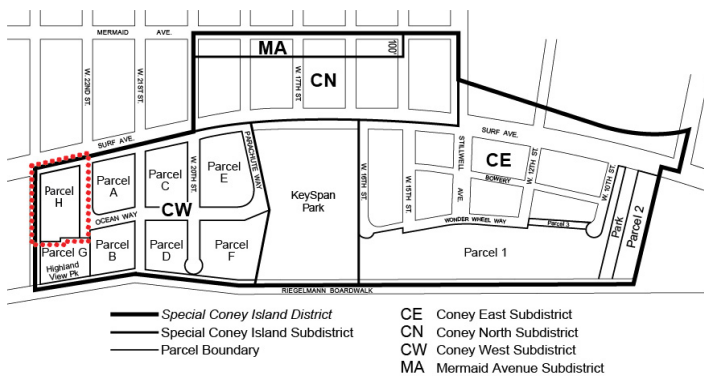 MERMAID AVE.
MA
100'
W. 22ND ST.
W. 21ST ST.
W. 17TH ST.
CN
SURF AVE.
SURF AVE.
Parcel H
Parcel A
Parcel C
W. 20TH ST.
Parcel E
PARACHUTE WAY
KeySpan Park
W. 16TH ST.
W. 15TH ST.
STILLWELL AVE.
CE
BOWERY
W. 12TH ST.
W. 10TH ST.
CW
OCEAN WAY
WONDER WHEEL WAY
Parcel 3
Park
Parcel 2
Parcel G
Highland View Pk
Parcel B
Parcel D
Parcel F
Parcel 1
RIEGELMANN BOARDWALK
Special Coney Island District
Special Coney Island Subdistrict
Parcel Boundary
CE Coney East Subdistrict
CN Coney North Subdistrict
CW Coney West Subdistrict
MA Mermaid Avenue Subdistrict